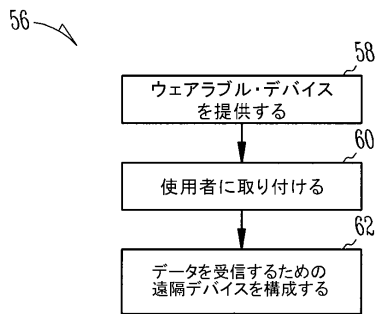 56
58
ウェアラブル・デバイス
を提供する
60
使用者に取り付ける
62
データを受信するための
遠隔デバイスを構成する